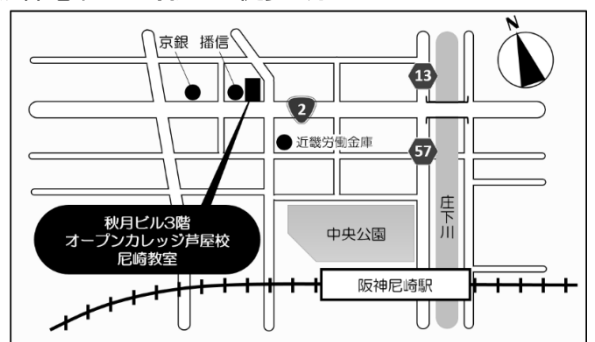 京銀 播信
N
13
2
近畿労働金庫
57
秋月ビル3階
オープンカレッジ芦屋校
尼崎教室
中央公園
庄下川
阪神尼崎駅